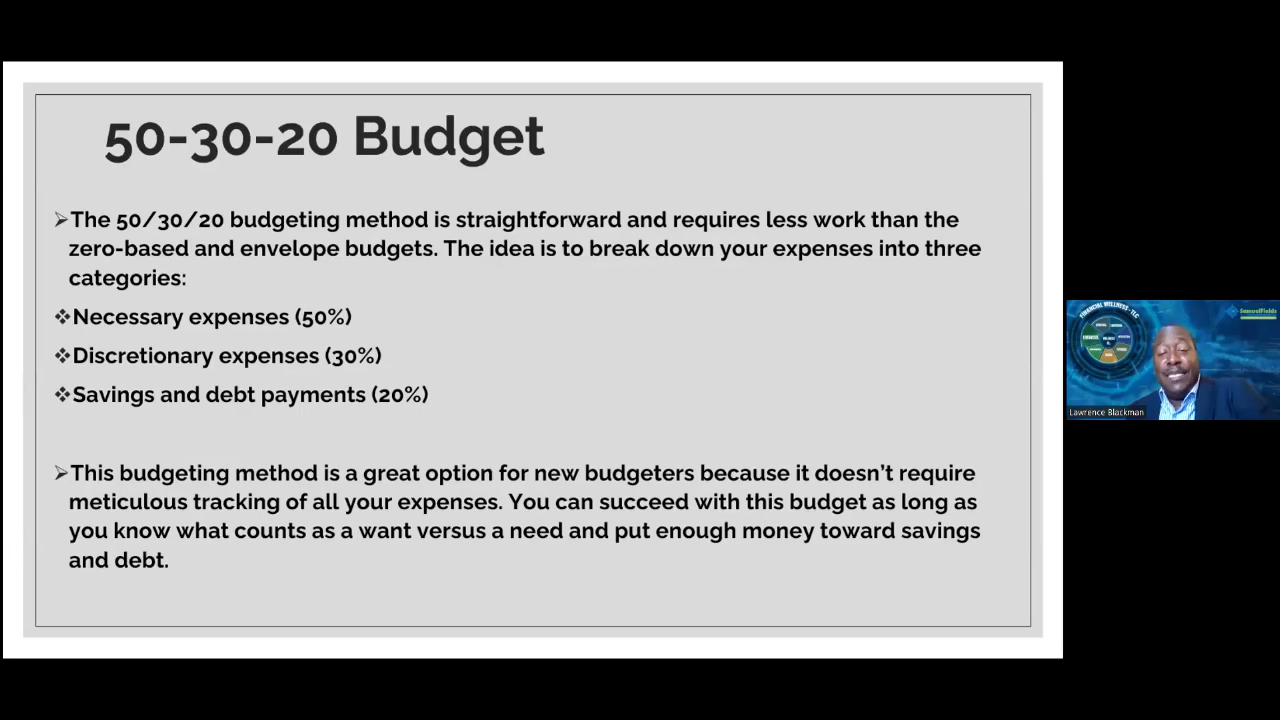 50-30-20 Budget
The 50/30/20 budgeting method is straightforward and requires less work than the
zero-based and envelope budgets. The idea is to break down your expenses into three
categories:
Necessary expenses (50%)
Discretionary expenses (30%)
Savings and debt payments (20%)
This budgeting method is a great option for new budgeters because it doesn't require
meticulous tracking of all your expenses. You can succeed with this budget as long as
you know what counts as a want versus a need and put enough money toward savings
and debt.
FINANCIAL WELLNESS - TLC
SamuelFields
Lawrence Blackman